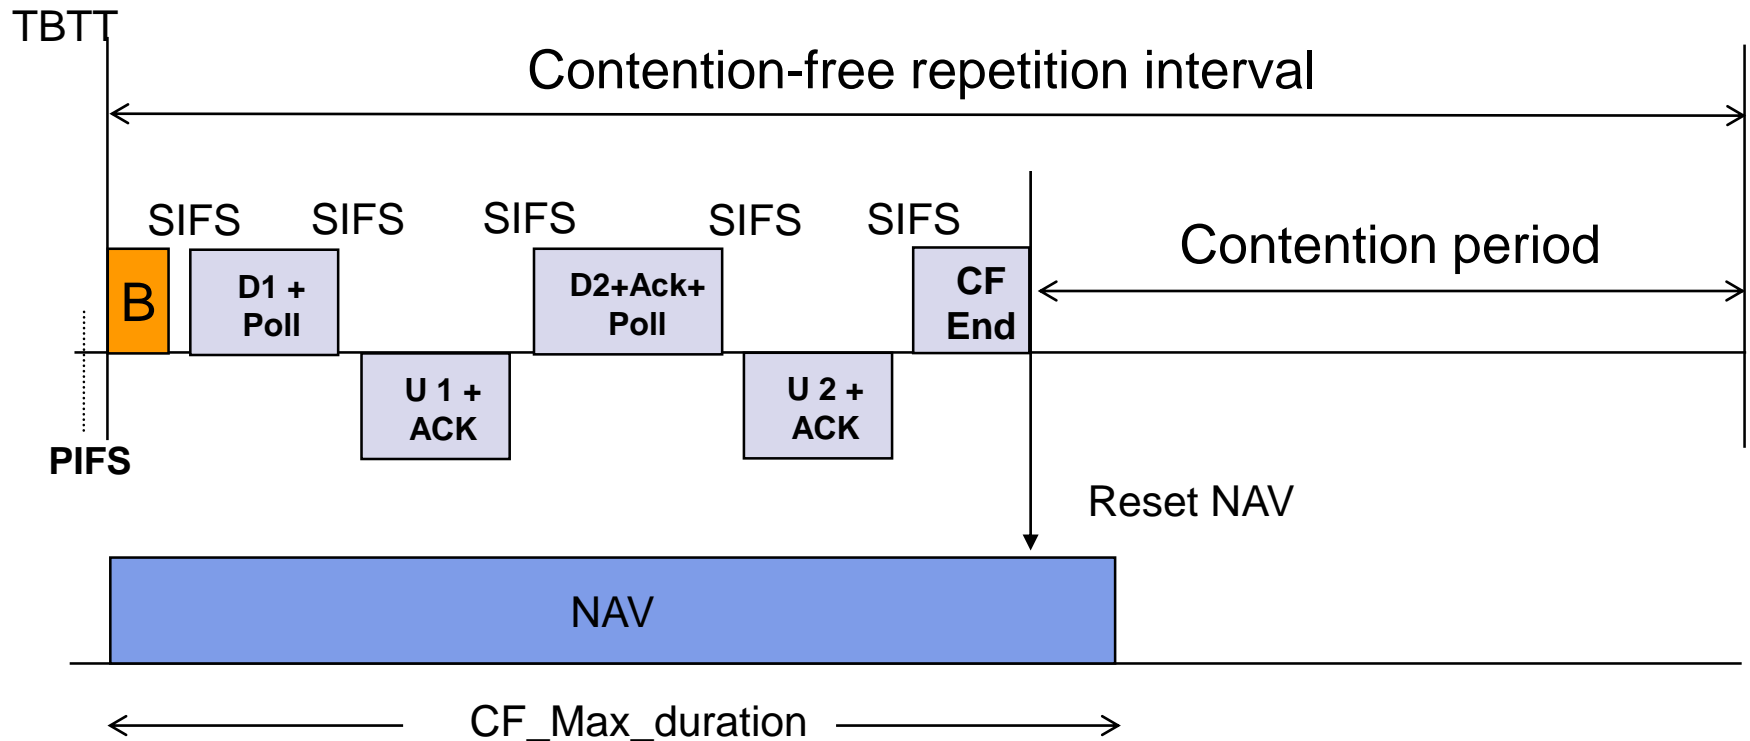 TBTT
Contention-free repetition interval
SIFS SIFS SIFS SIFS SIFS
Contention period
B
D1 +
Poll
D2+Ack+
Poll
CF
End
U 1 +
ACK
U 2 +
ACK
PIFS
Reset NAV
NAV
CF_Max_duration